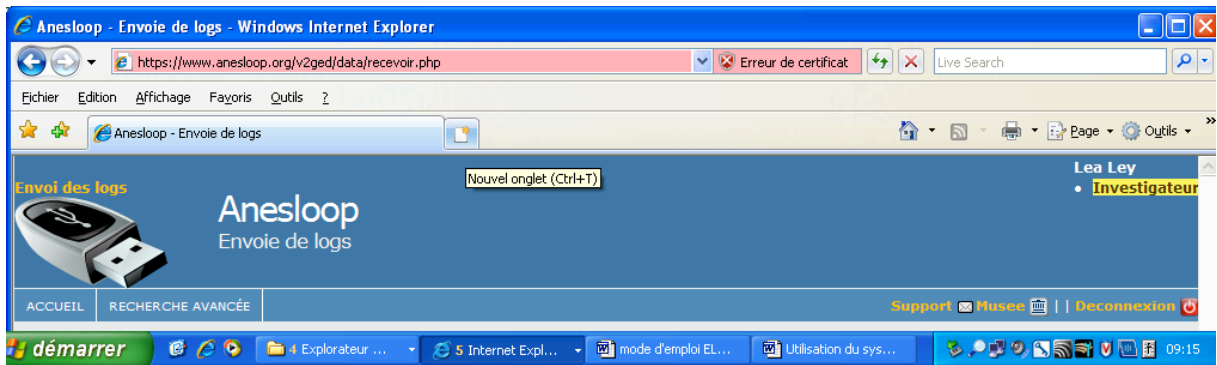 Anesloop - Envoie de logs - Windows Internet Explorer
https://www.anesloop.org/v2ged/data/recevoir.php
Erreur de certificat
Live Search
Fichier Edition Affichage Favoris Outils ?
Anesloop - Envoie de logs
Page
Outils
»
Nouvel onglet (Ctrl+T)
Lea Ley
• Investigateur
Envoi des logs
Anesloop
Envoie de logs
ACCUEIL
RECHERCHE AVANCÉE
Support Musee | | Deconnexion
démarrer
4 Explorateur ...
5 Internet Expl...
mode d'emploi EL...
Utilisation du sys...
09:15